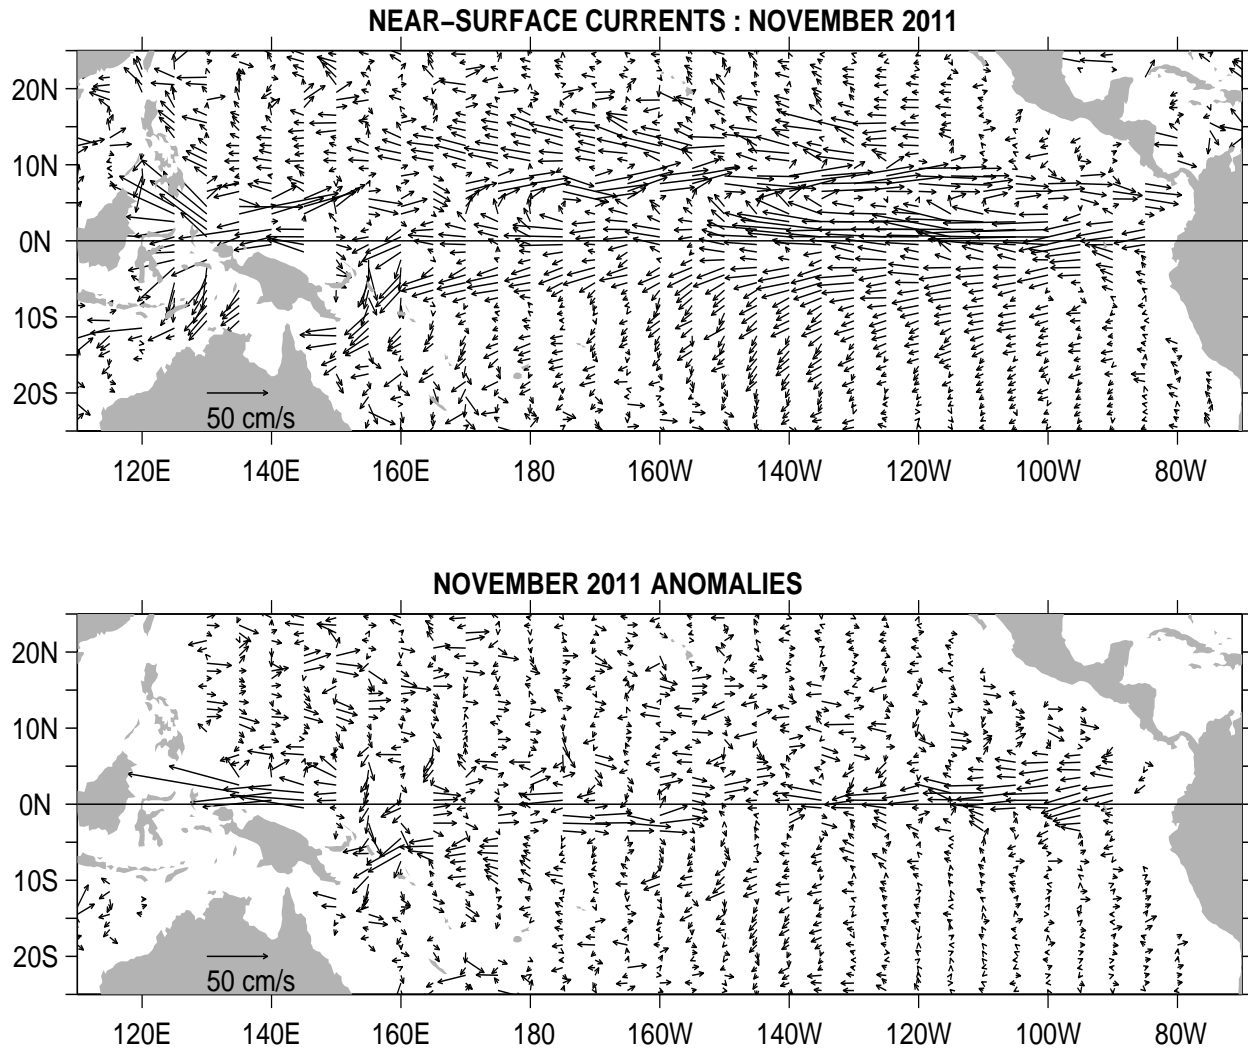 NEAR−SURFACE CURRENTS : NOVEMBER 2011
20N
10N
0N
10S
20S
50 cm/s
120E 140E 160E 180 160W 140W 120W 100W 80W
NOVEMBER 2011 ANOMALIES
20N
10N
0N
10S
20S
50 cm/s
120E 140E 160E 180 160W 140W 120W 100W 80W